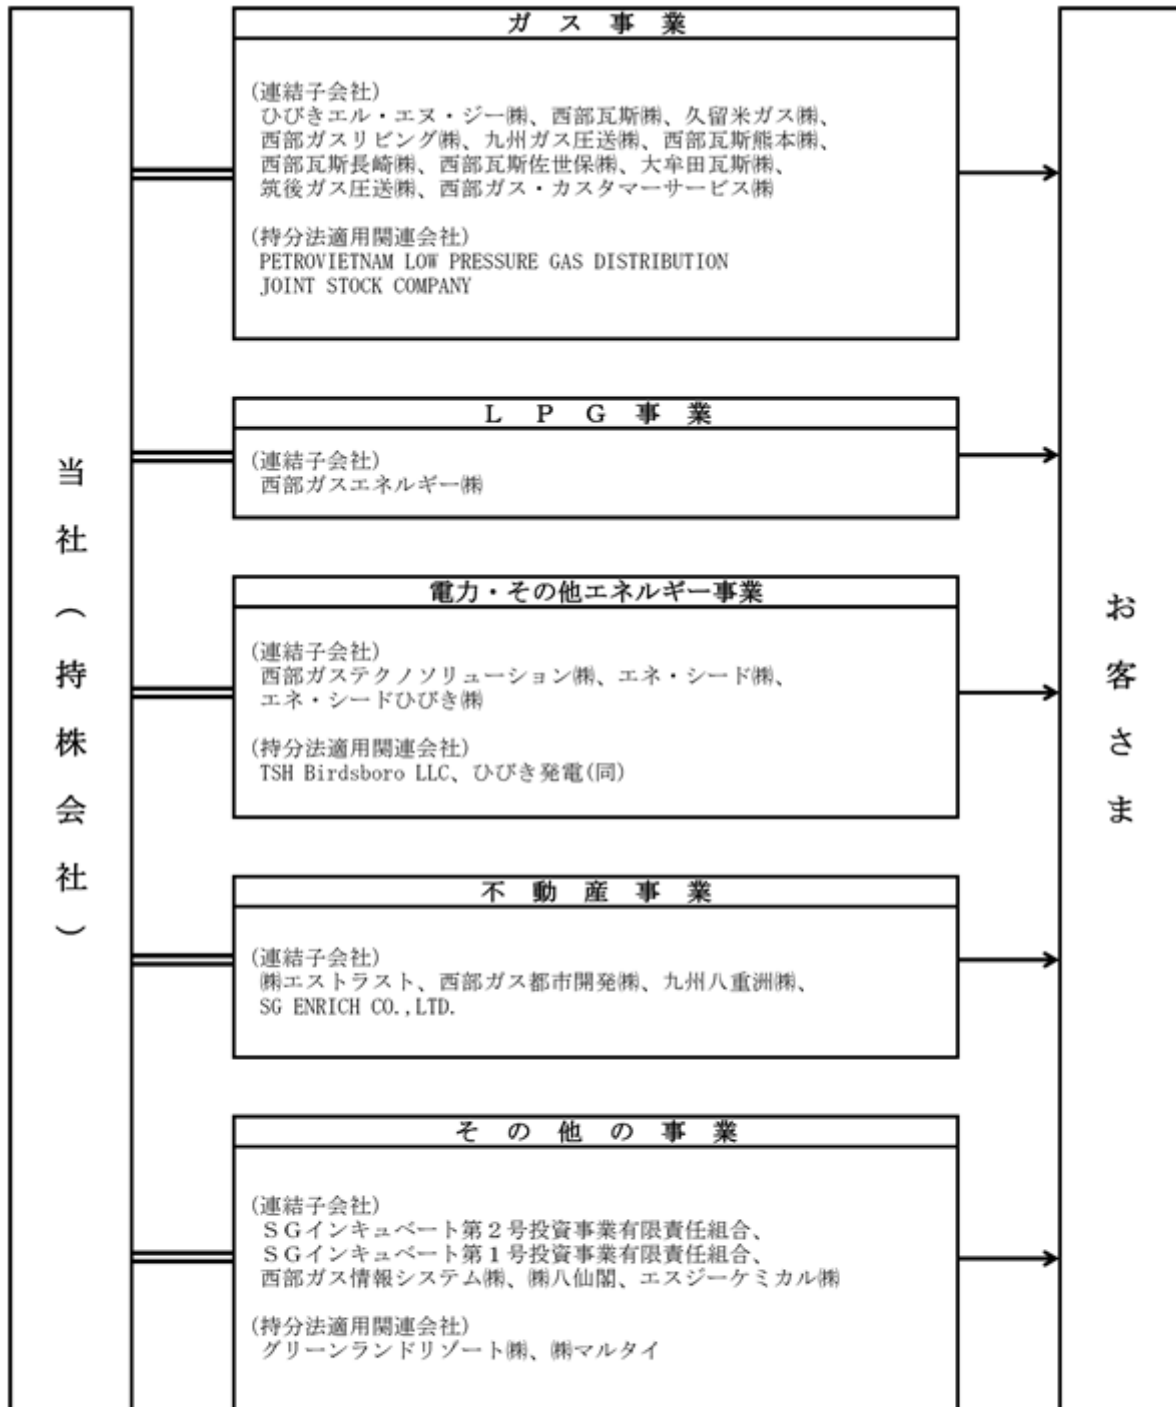 当社（持株会社）
ガス事業
(連結子会社)
ひびきエル・エヌ・ジー㈱、西部瓦斯㈱、久留米ガス㈱、
西部ガスリビング㈱、九州ガス圧送㈱、西部瓦斯熊本㈱、
西部瓦斯長崎㈱、西部瓦斯佐世保㈱、大牟田瓦斯㈱、
筑後ガス圧送㈱、西部ガス・カスタマーサービス㈱
(持分法適用関連会社)
PETROVIETNAM LOW PRESSURE GAS DISTRIBUTION
JOINT STOCK COMPANY
ＬＰＧ事業
(連結子会社)
西部ガスエネルギー㈱
電力・その他エネルギー事業
(連結子会社)
西部ガステクノソリューション㈱、エネ・シード㈱、
エネ・シードひびき㈱
(持分法適用関連会社)
TSH Birdsboro LLC、ひびき発電(同)
不動産事業
(連結子会社)
㈱エストラスト、西部ガス都市開発㈱、九州八重洲㈱、
SG ENRICH CO.,LTD.
その他の事業
(連結子会社)
ＳＧインキュベート第２号投資事業有限責任組合、
ＳＧインキュベート第１号投資事業有限責任組合、
西部ガス情報システム㈱、㈱八仙閣、エスジーケミカル㈱
(持分法適用関連会社)
グリーンランドリゾート㈱、㈱マルタイ
お客さま